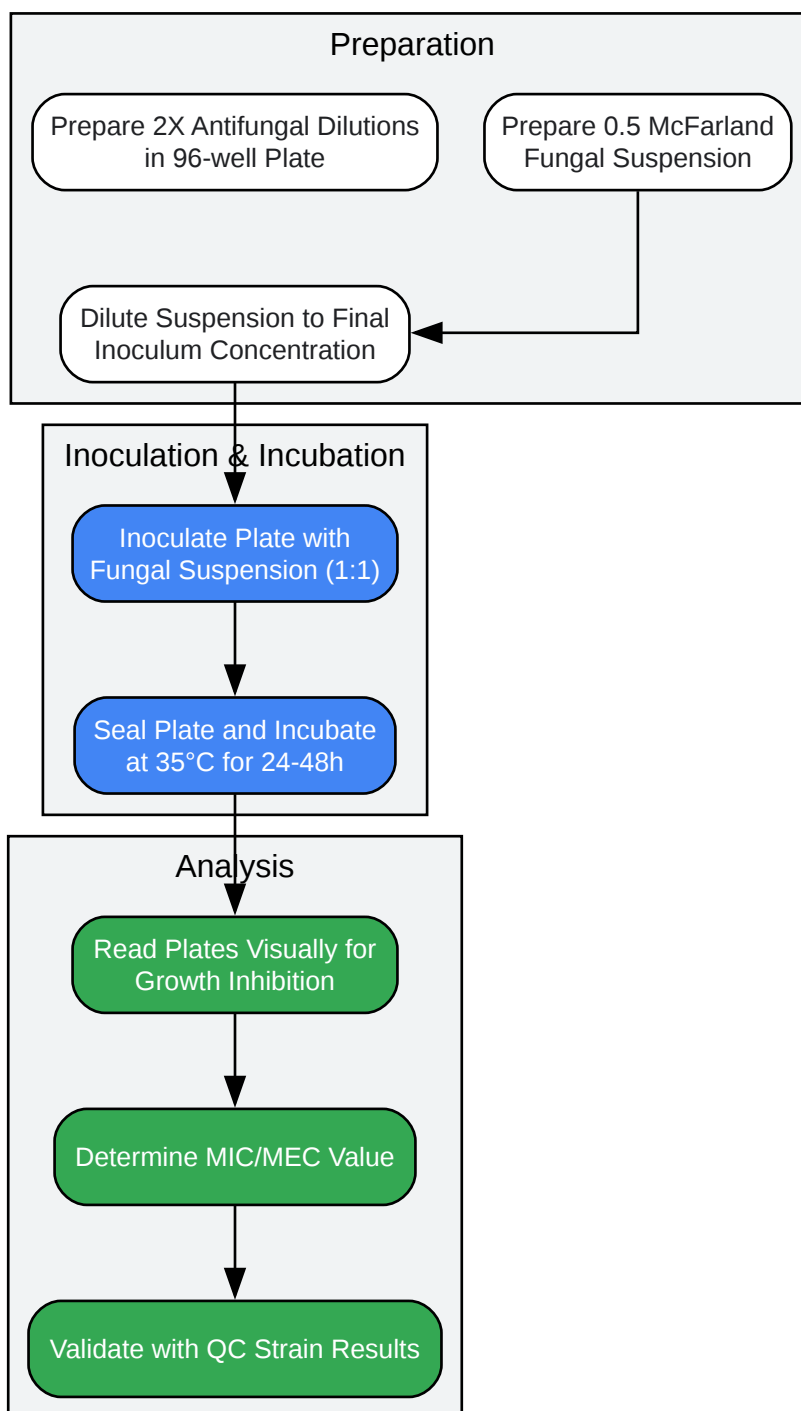 Preparation
Prepare 2X Antifungal Dilutions
in 96-well Plate
Prepare 0.5 McFarland
Fungal Suspension
Dilute Suspension to Final
Inoculum Concentration
Inoculation & Incubation
Inoculate Plate with
Fungal Suspension (1:1)
Seal Plate and Incubate
at 35°C for 24-48h
Analysis
Read Plates Visually for
Growth Inhibition
Determine MIC/MEC Value
Validate with QC Strain Results